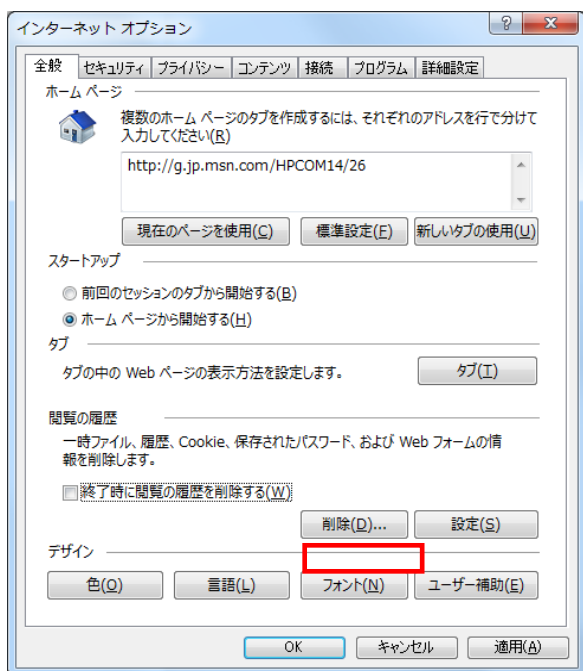 インターネット オプション
全般 セキュリティ プライバシー コンテンツ 接続 プログラム 詳細設定
ホーム ページ
複数のホーム ページのタブを作成するには、それぞれのアドレスを行で分けて
入力してください(R)
http://g.jp.msn.com/HPCOM14/26
現在のページを使用(C) 標準設定(F) 新しいタブの使用(U)
スタートアップ
前回のセッションのタブから開始する(B)
ホーム ページから開始する(H)
タブ
タブの中の Web ページの表示方法を設定します。 タブ(T)
閲覧の履歴
一時ファイル、履歴、Cookie、保存されたパスワード、および Web フォームの情
報を削除します。
終了時に閲覧の履歴を削除する(W)
削除(D)... 設定(S)
デザイン
色(O) 言語(L) フォント(N) ユーザー補助(E)
OK キャンセル 適用(A)